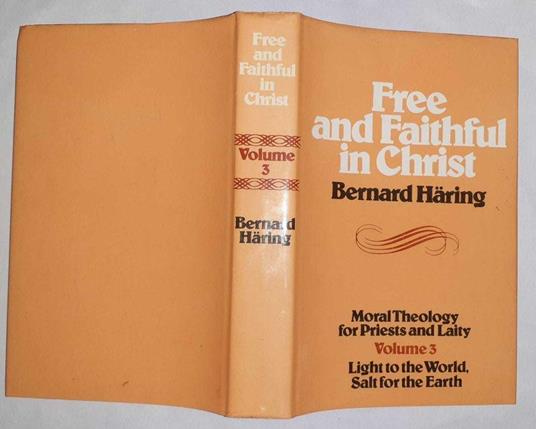 Free
and
Faithful
in
Christ
Volume
3
Bernard
Häring
Free
and Faithful
in Christ
Bernard Häring
Moral Theology
for Priests and Laity
Volume 3
Light to the World,
Salt for the Earth